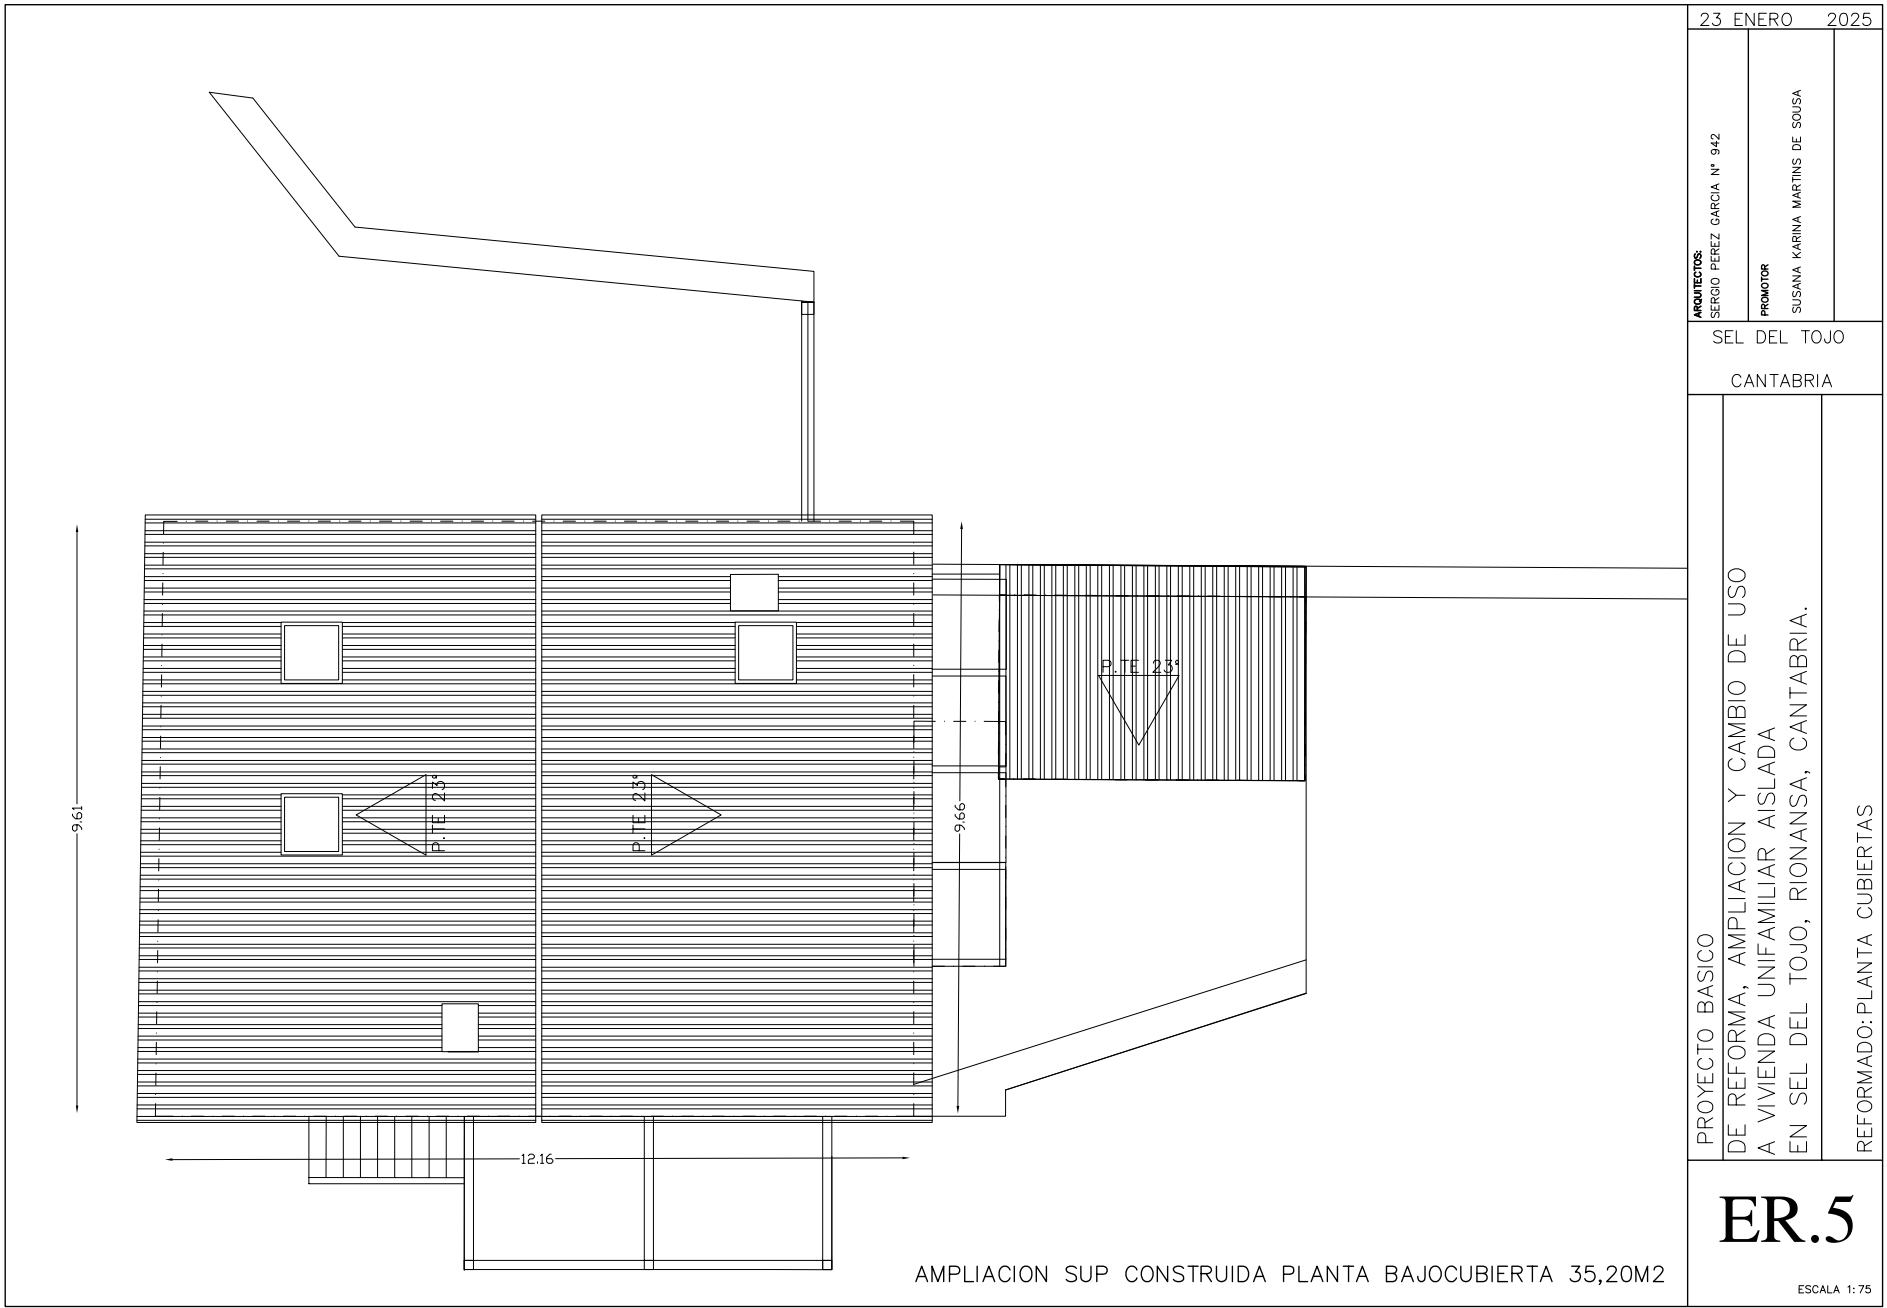 23 ENERO 2025
ARQUITECTOS:
SERGIO PEREZ GARCIA Nº 942
PROMOTOR
SUSANA KARINA MARTINS DE SOUSA
SEL DEL TOJO
CANTABRIA
PROYECTO BASICO
DE REFORMA, AMPLIACION Y CAMBIO DE USO
A VIVIENDA UNIFAMILIAR AISLADA
EN SEL DEL TOJO, RIONANSA, CANTABRIA.
REFORMADO:PLANTA CUBIERTAS
ER.5
ESCALA 1:75
P.TE 23º
9.61
P.TE 23º
P.TE 23º
9.66
12.16
AMPLIACION SUP CONSTRUIDA PLANTA BAJOCUBIERTA 35,20M2